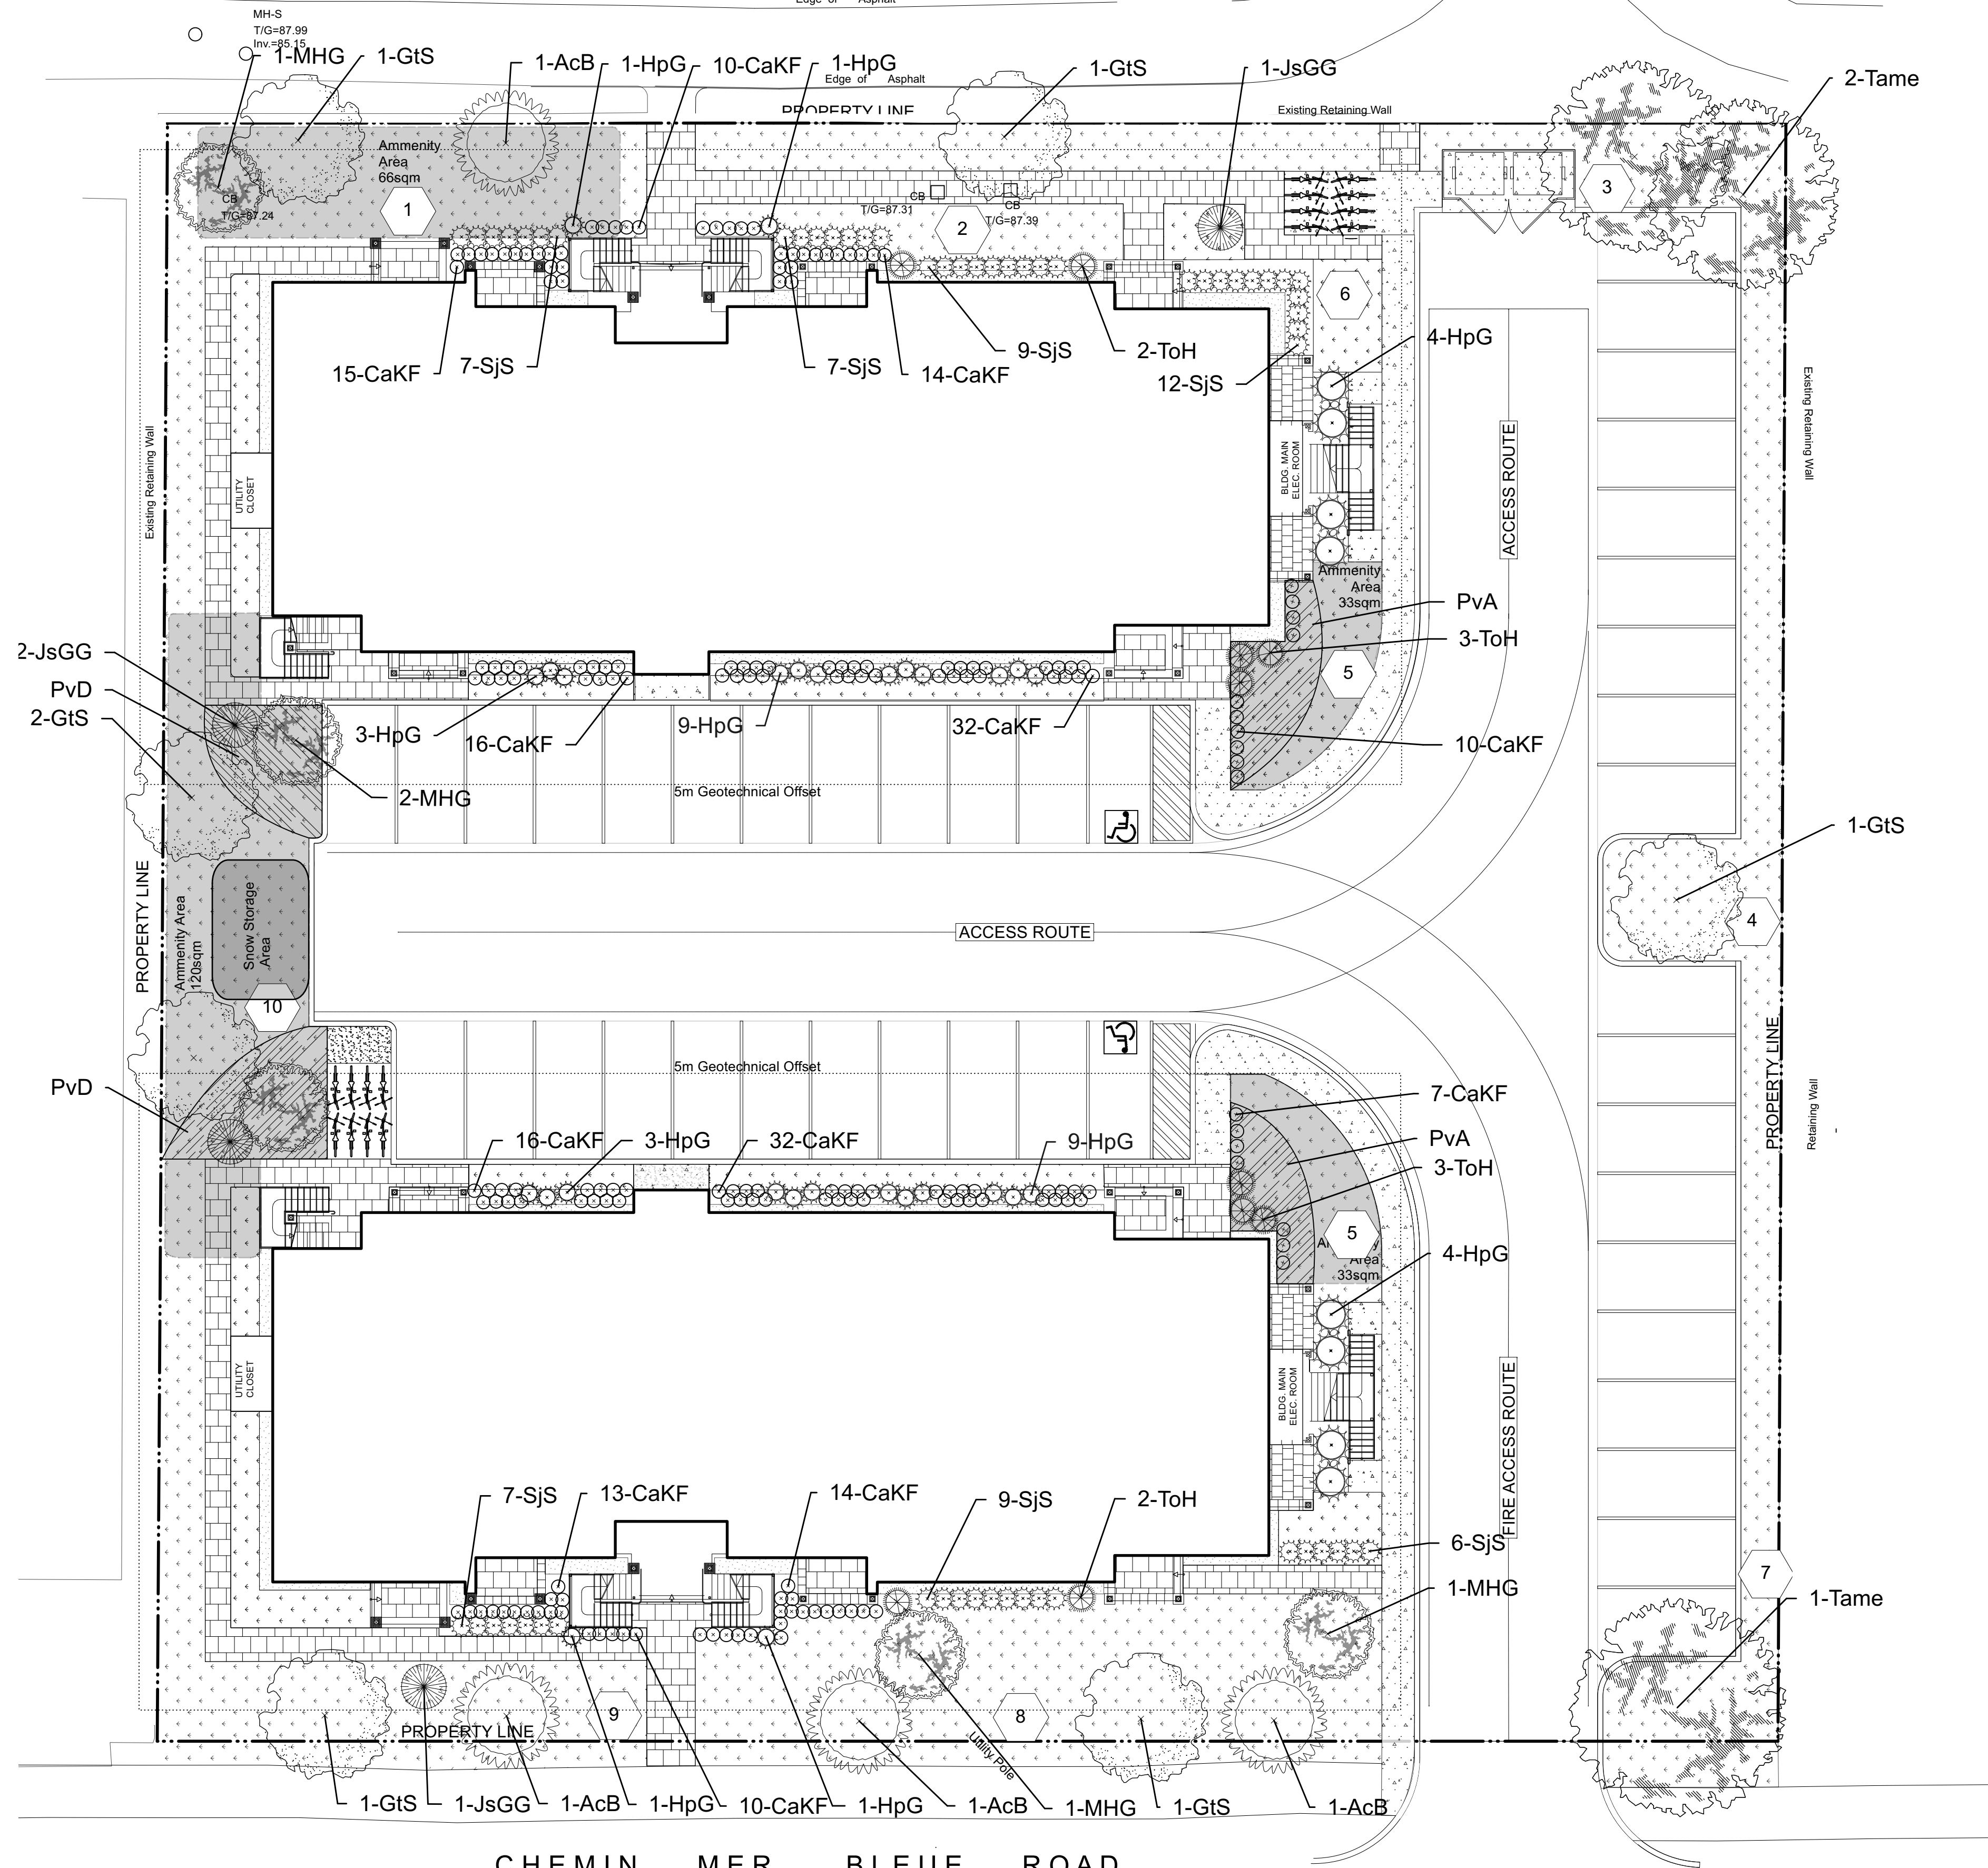 Edge of Asphalt
MH-S
T/G=87.99
Inv.=85.15
1-MHG
1-GtS
1-AcB
1-HpG
10-CaKF
1-HpG
Edge of Asphalt
1-GtS
1-JsGG
2-Tame
PROPERTY LINE
Existing Retaining Wall
Ammenity
Area
66sqm
1
CB
T/G=87.24
CB
T/G=87.31
CB
T/G=87.39
2
3
6
15-CaKF
7-SjS
7-SjS
14-CaKF
9-SjS
2-ToH
12-SjS
4-HpG
Existing Retaining Wall
UTILITY
CLOSET
BLDG. MAIN
ELEC. ROOM
ACCESS ROUTE
Existing Retaining Wall
Ammenity
Area
33sqm
PvA
3-ToH
5
2-JsGG
PvD
2-GtS
3-HpG
16-CaKF
9-HpG
32-CaKF
10-CaKF
2-MHG
5m Geotechnical Offset
1-GtS
4
PROPERTY LINE
Ammenity Area
120sqm
Snow Storage
Area
ACCESS ROUTE
10
PROPERTY LINE
Retaining Wall
5m Geotechnical Offset
PvD
7-CaKF
PvA
3-ToH
16-CaKF
3-HpG
32-CaKF
9-HpG
5
Area
33sqm
4-HpG
UTILITY
CLOSET
BLDG. MAIN
ELEC. ROOM
FIRE ACCESS ROUTE
7-SjS
13-CaKF
14-CaKF
9-SjS
2-ToH
6-SjS
1-MHG
7
1-Tame
9
8
PROPERTY LINE
Utility Pole
1-GtS
1-JsGG
1-AcB
1-HpG
10-CaKF
1-HpG
1-AcB
1-MHG
1-GtS
1-AcB
CHEMIN MER BLEUE ROAD